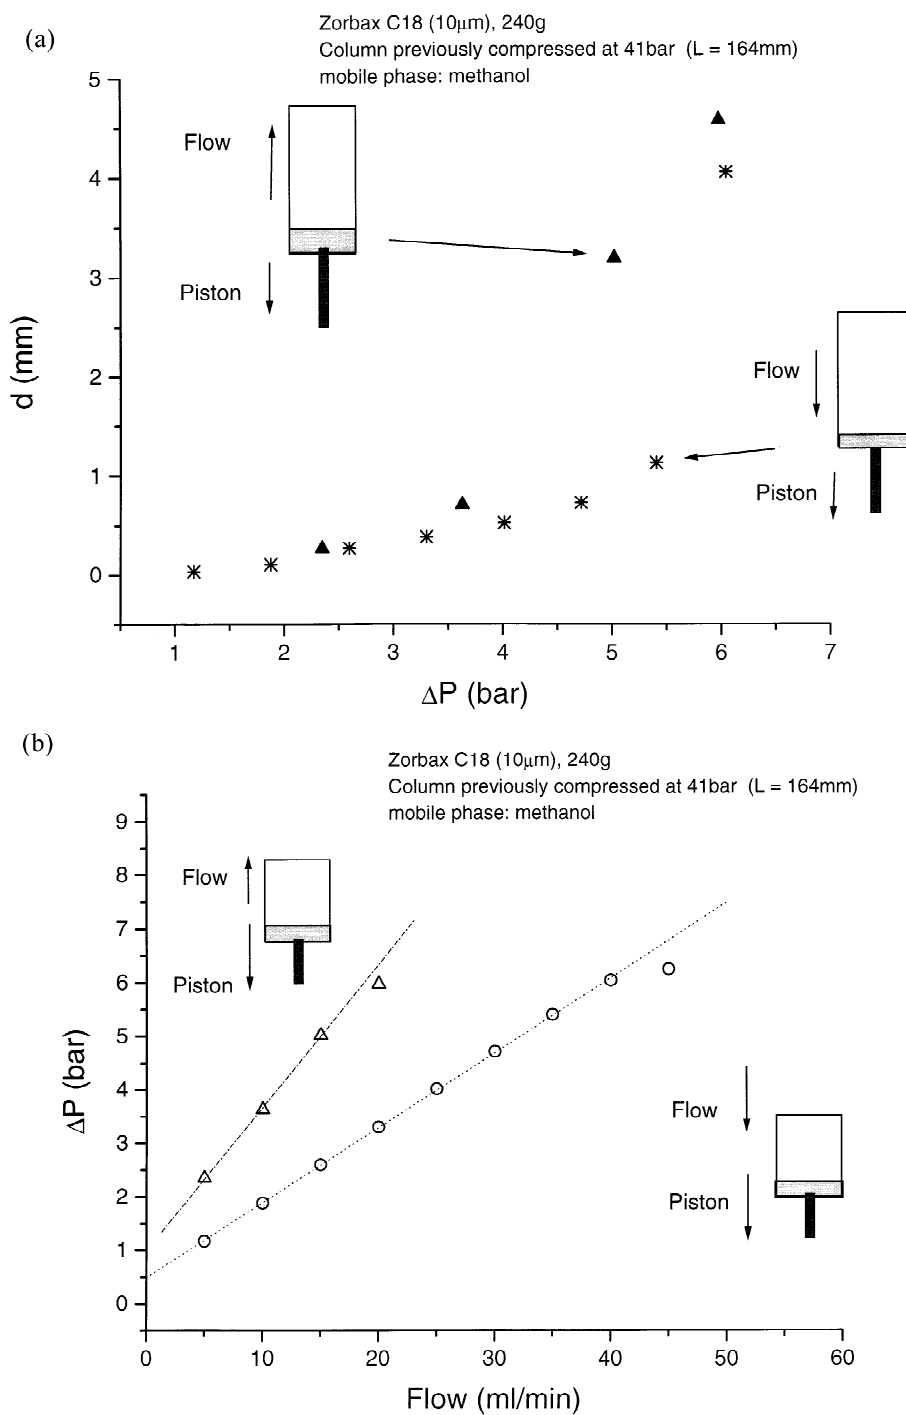 (a)
Zorbax C18 (10μm), 240g
Column previously compressed at 41bar (L = 164mm)
mobile phase: methanol
5
4
3
2
1
0
d (mm)
Flow
Piston
Flow
Piston
1 2 3 4 5 6 7
ΔP (bar)
(b)
Zorbax C18 (10μm), 240g
Column previously compressed at 41bar (L = 164mm)
mobile phase: methanol
9
8
7
6
5
4
3
2
1
0
ΔP (bar)
Flow
Piston
Flow
Piston
0 10 20 30 40 50 60
Flow (ml/min)